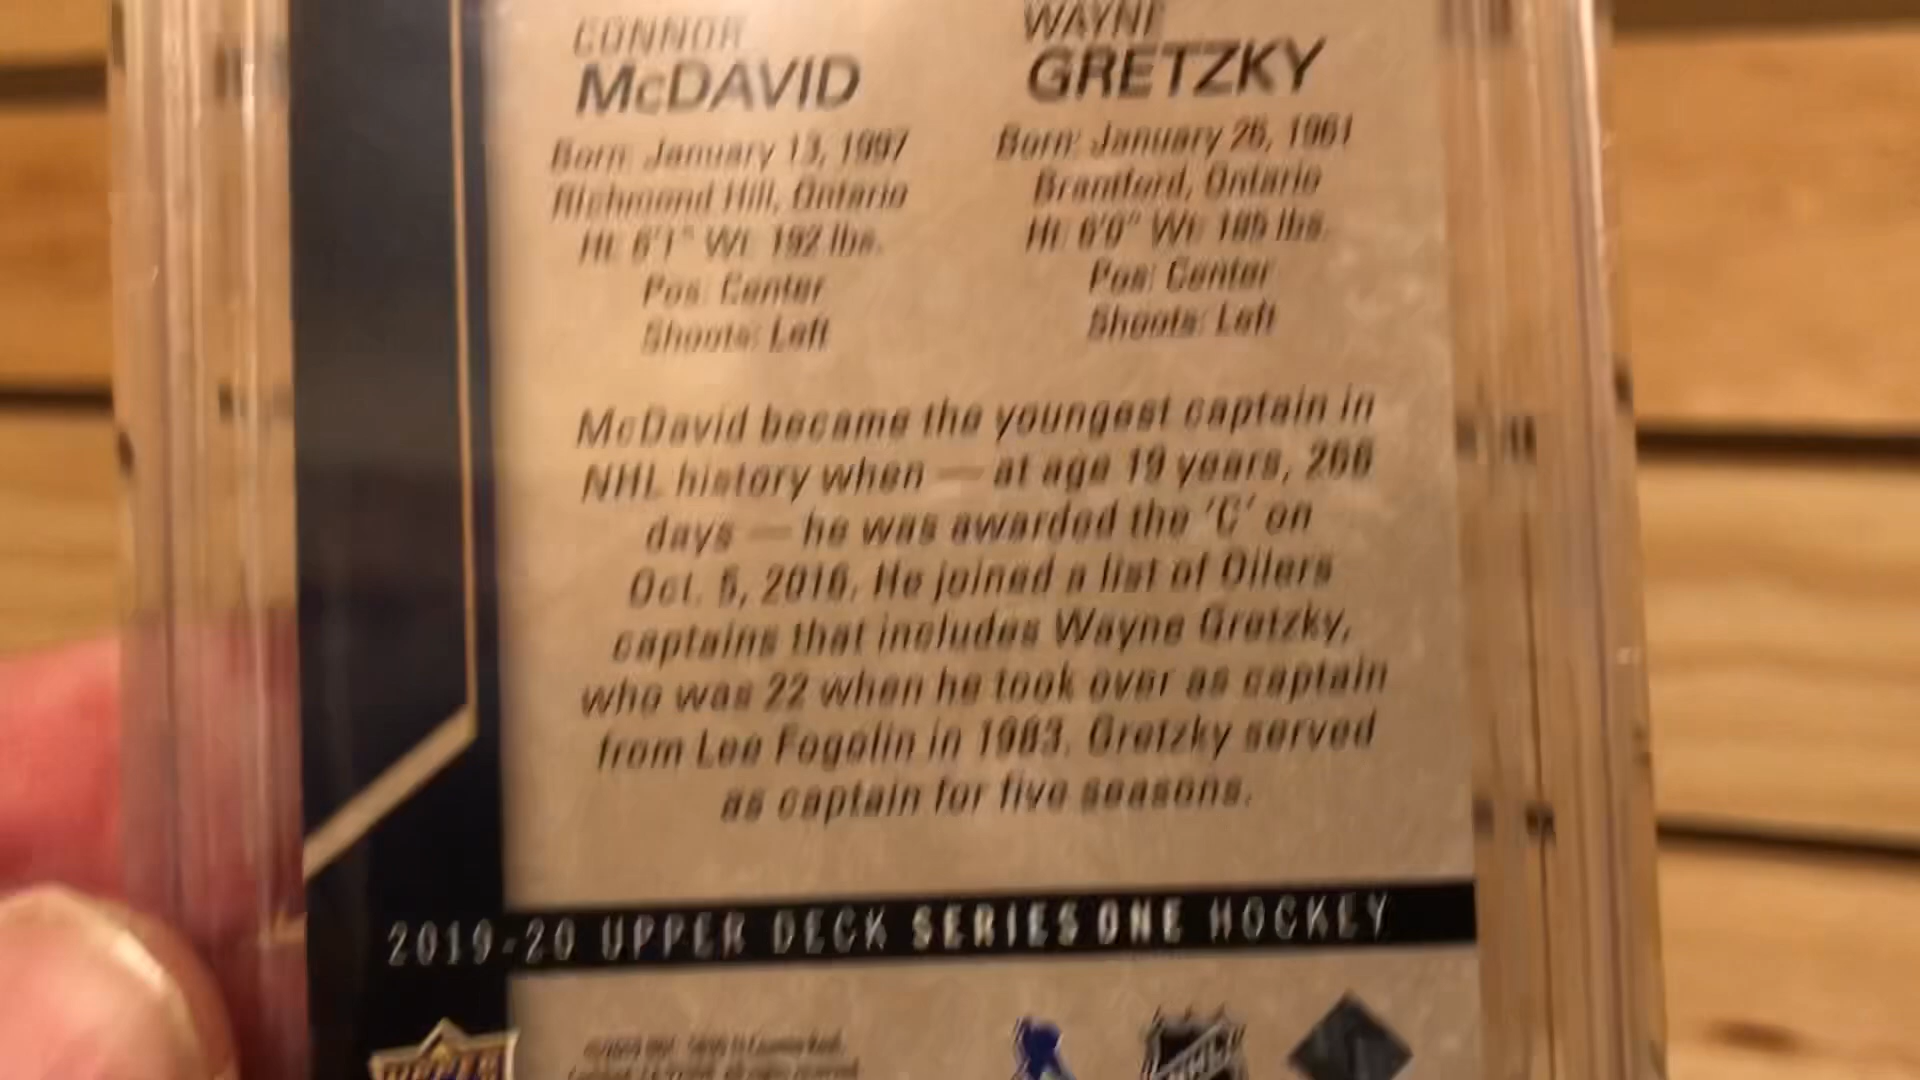 CONNOR
McDAVID
Born: January 13, 1997
Richmond Hill, Ontario
Ht: 6'1" Wt: 192 lbs.
Pos: Center
Shoots: Left
WAYNE
GRETZKY
Born: January 26, 1961
Brantford, Ontario
Ht: 6'0" Wt: 185 lbs.
Pos: Center
Shoots: Left
McDavid became the youngest captain in
NHL history when — at age 19 years, 266
days — he was awarded the 'C' on
Oct. 5, 2016. He joined a list of Oilers
captains that includes Wayne Gretzky,
who was 22 when he took over as captain
from Lee Fogolin in 1983. Gretzky served
as captain for five seasons.
2019-20 UPPER DECK SERIES ONE HOCKEY
UPPER
NHL